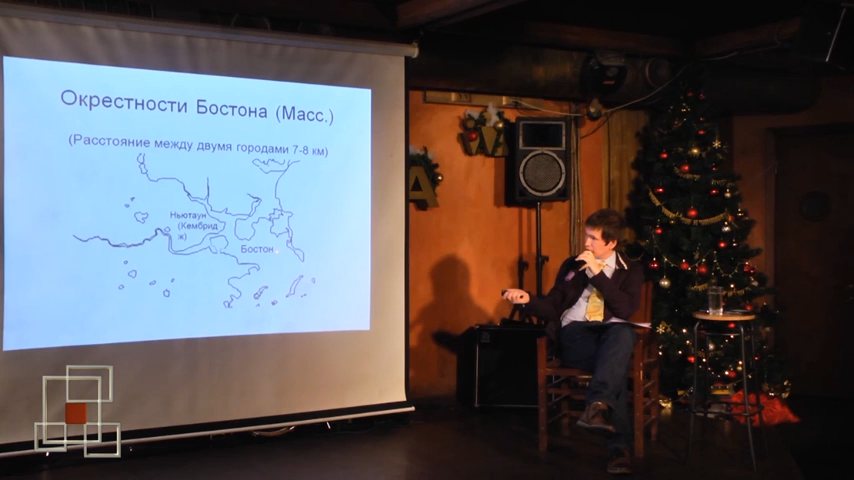 Окрестности Бостона (Масс.)
(Расстояние между двумя городами 7-8 км)
Ньютаун
(Кембрид
ж)
Бостон
W
A